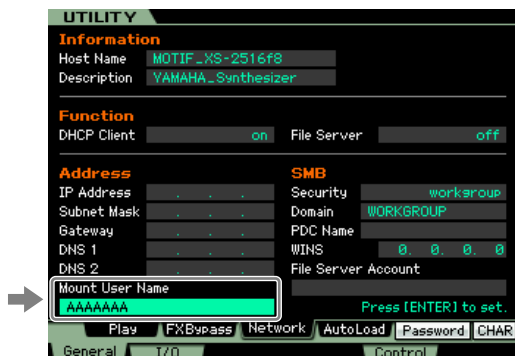 UTILITY
Information
Host Name MOTIF_XS-2516f8
Description YAMAHA_Synthesizer
Function
DHCP Client on File Server off
Address SMB
IP Address . . . Security workgroup
Subnet Mask . . . Domain WORKGROUP
Gateway . . . PDC Name
DNS 1 . . . WINS 0. 0. 0. 0
DNS 2 . . . File Server Account
Mount User Name
AAAAAAA Press [ENTER] to set.
Play FXBypass Network AutoLoad Password CHAR
General I/O Control